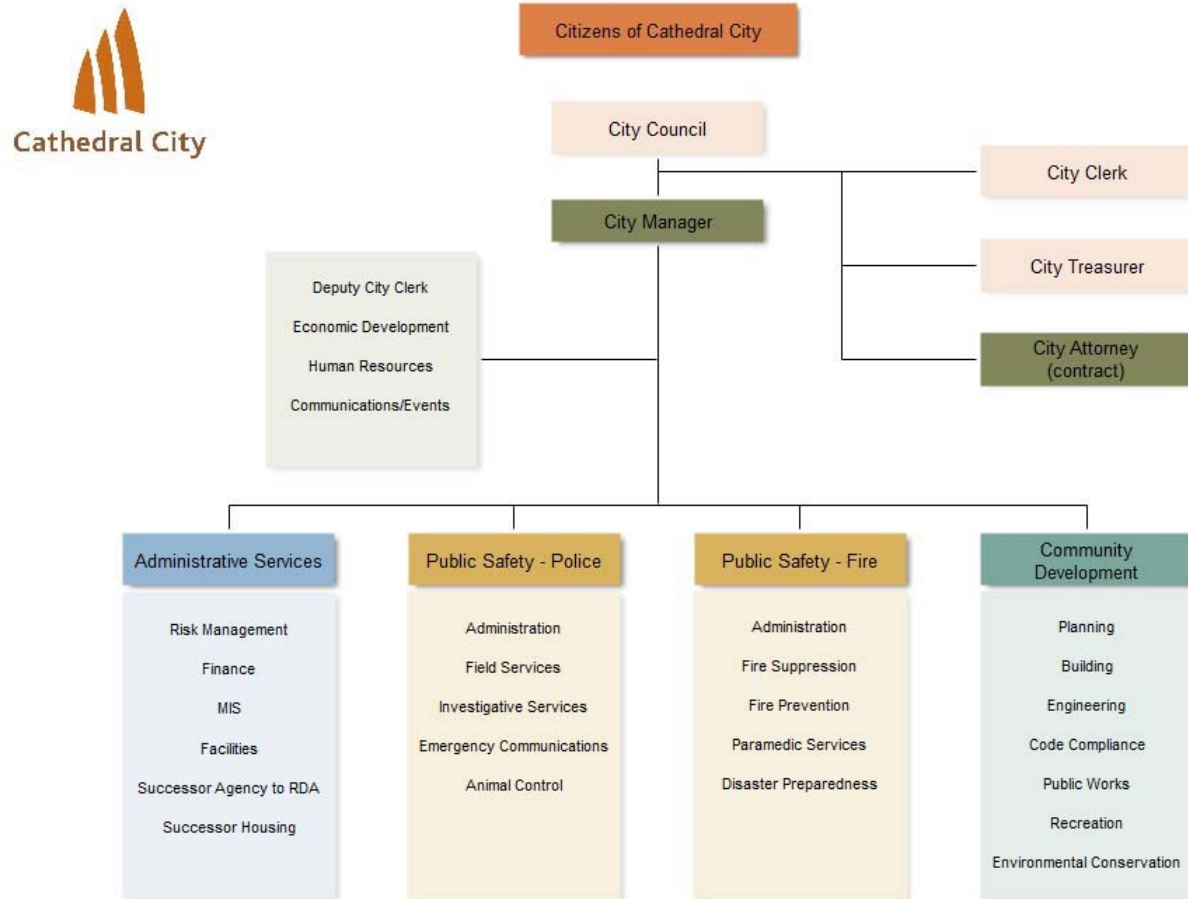 Citizens of Cathedral City
Cathedral City
City Council
City Clerk
City Manager
City Treasurer
City Attorney
(contract)
Deputy City Clerk
Economic Development
Human Resources
Communications/Events
Administrative Services
Risk Management
Finance
MIS
Facilities
Successor Agency to RDA
Successor Housing
Public Safety - Police
Administration
Field Services
Investigative Services
Emergency Communications
Animal Control
Public Safety - Fire
Administration
Fire Suppression
Fire Prevention
Paramedic Services
Disaster Preparedness
Community
Development
Planning
Building
Engineering
Code Compliance
Public Works
Recreation
Environmental Conservation